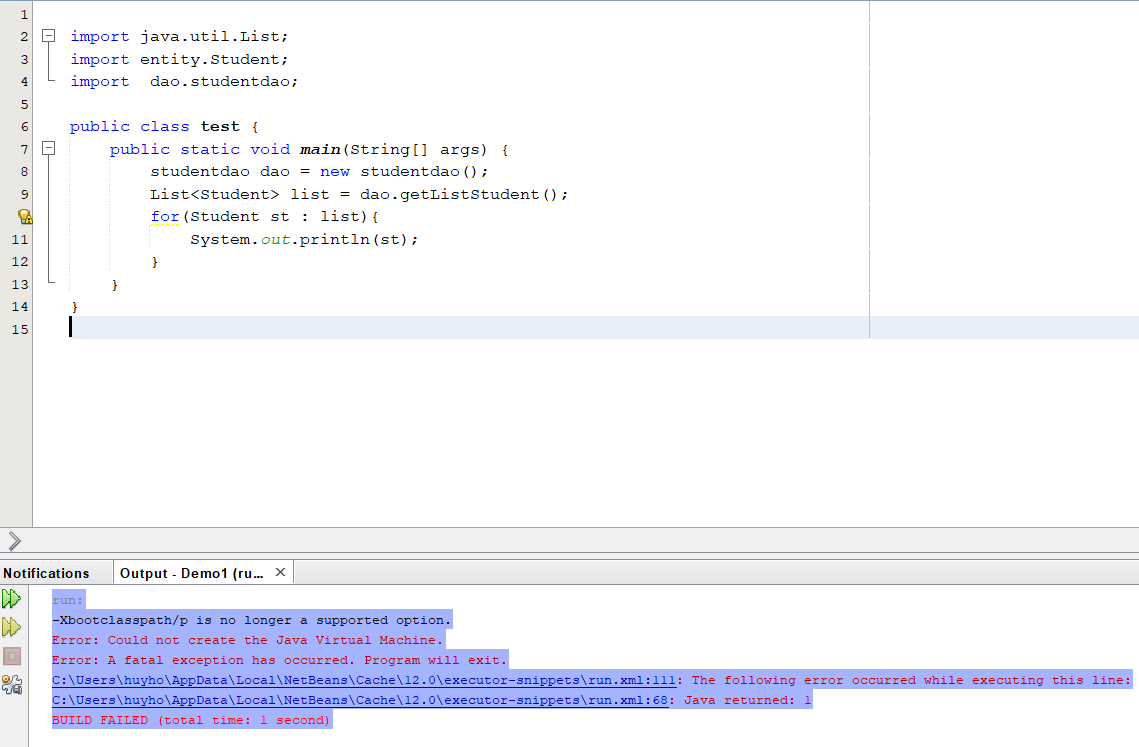 1
2 import java.util.List;
3 import entity.Student;
4 import  dao.studentdao;
5
6 public class test {
7     public static void main(String[] args) {
8         studentdao dao = new studentdao();
9         List<Student> list = dao.getListStudent();
for(Student st : list){
11             System.out.println(st);
12         }
13     }
14 }
15
Notifications Output - Demo1 (ru... ×
run:
-Xbootclasspath/p is no longer a supported option.
Error: Could not create the Java Virtual Machine.
Error: A fatal exception has occurred. Program will exit.
C:\Users\huyho\AppData\Local\NetBeans\Cache\12.0\executor-snippets\run.xml:111: The following error occurred while executing this line:
C:\Users\huyho\AppData\Local\NetBeans\Cache\12.0\executor-snippets\run.xml:68: Java returned: 1
BUILD FAILED (total time: 1 second)